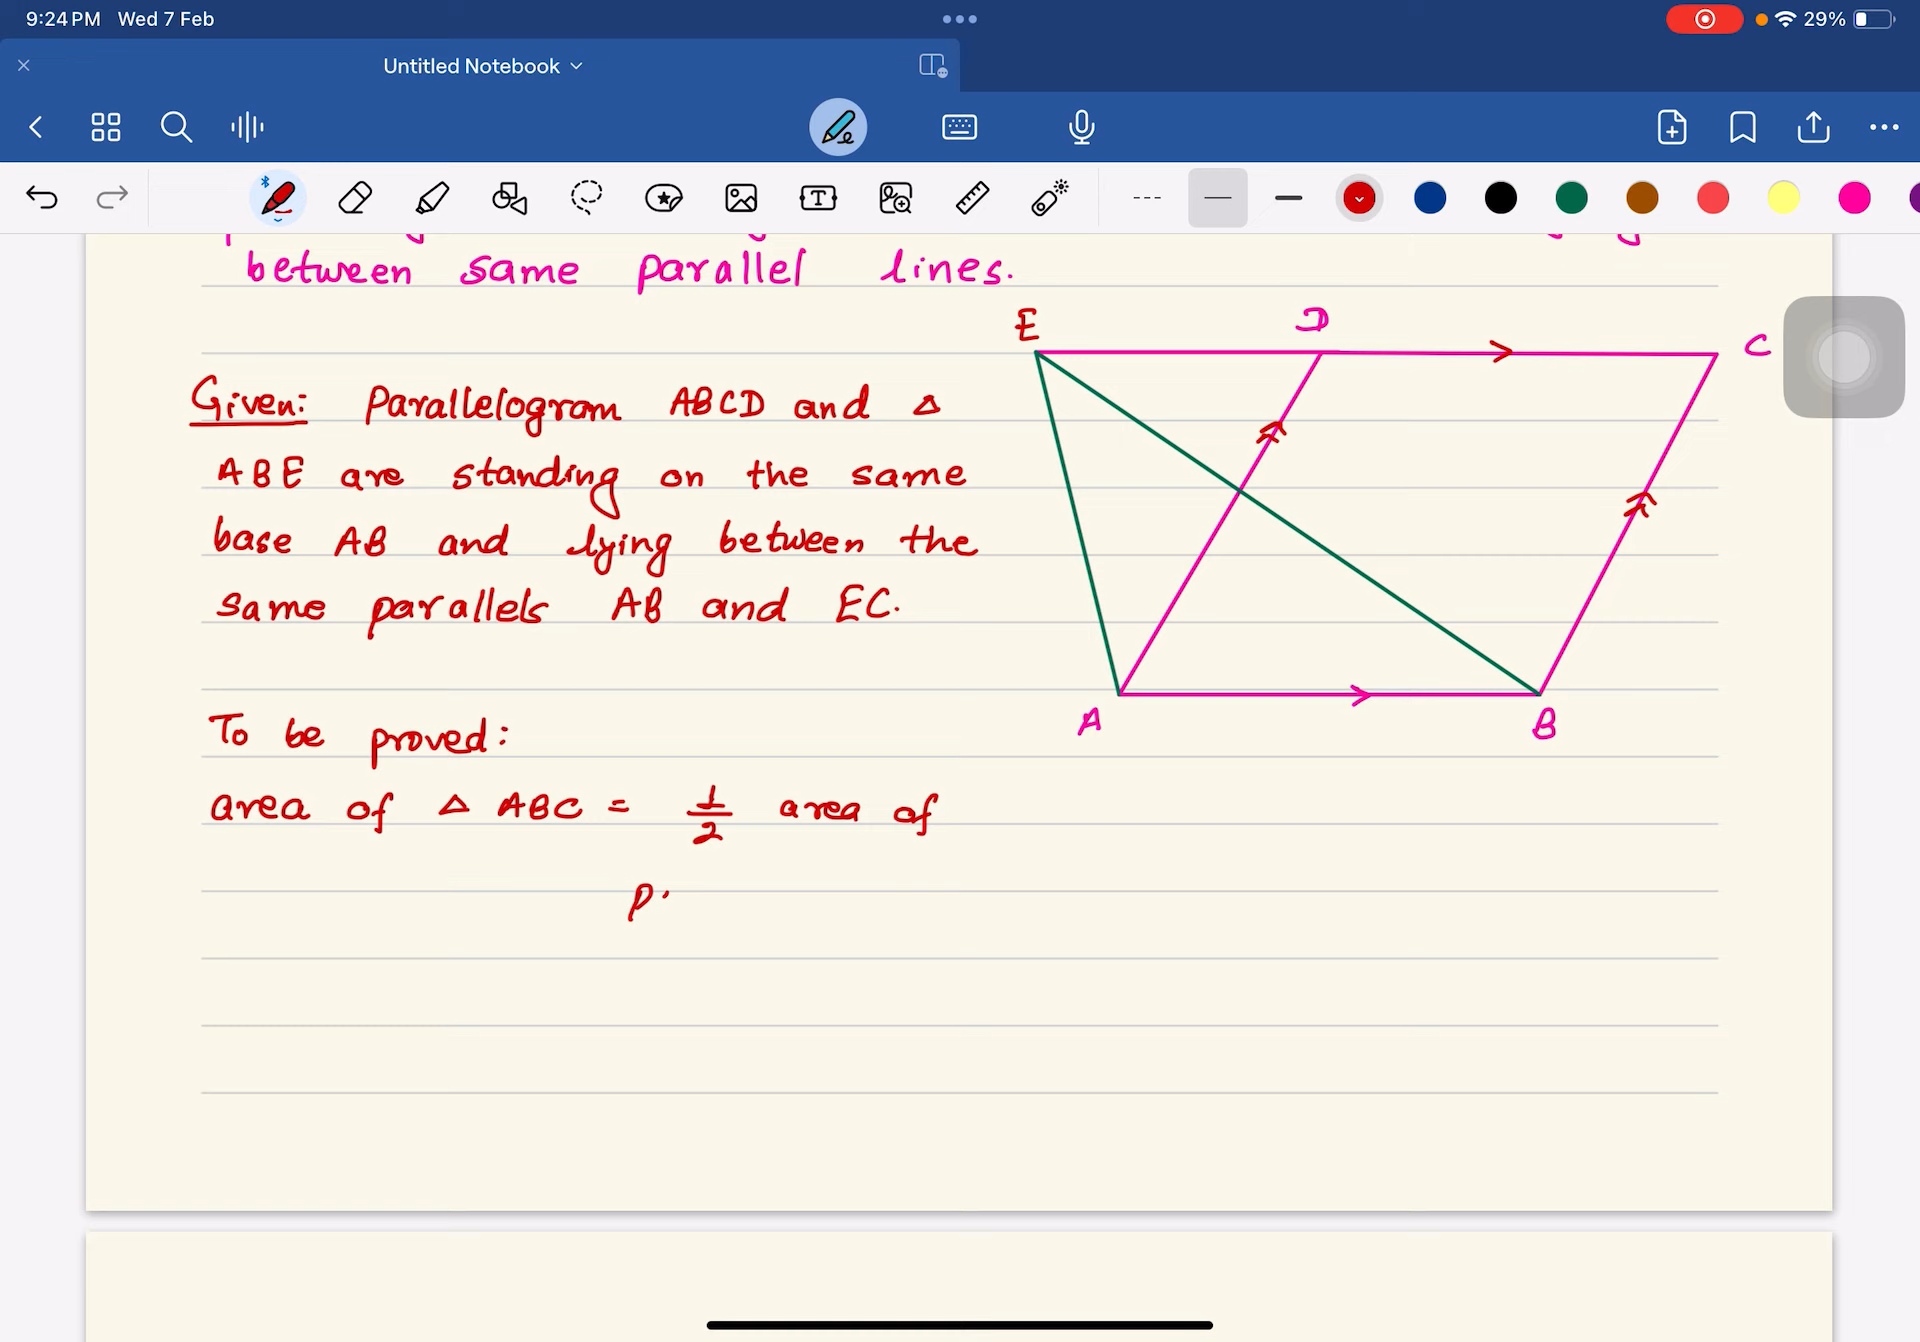 9:24 PM Wed 7 Feb
29%
Untitled Notebook
between same parallel lines.
E
D
C
Given: Parallelogram ABCD and △
ABE are standing on the same
base AB and lying between the
same parallels AB and EC.
A
B
To be proved:
area of △ ABC = 1/2 area of
p.